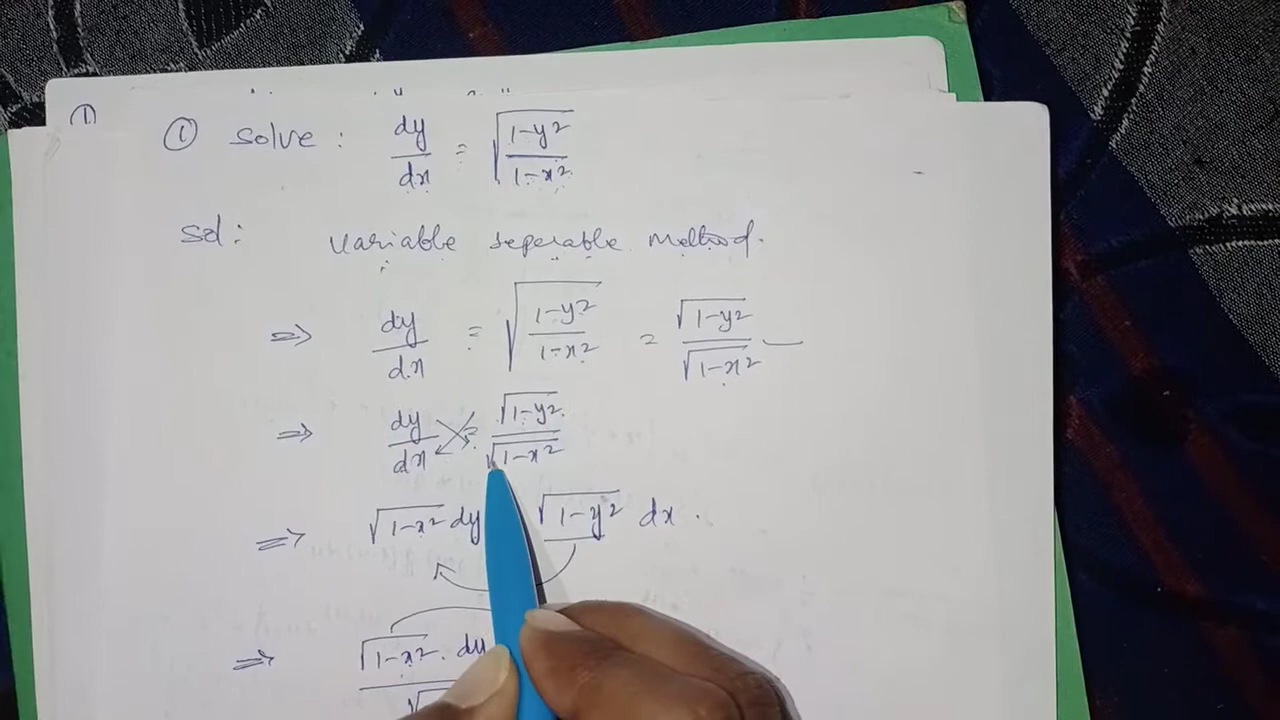 ①
① Solve : dy/dx = √(1-y²/1-x²)
Sol : Variable seperable method.
⇒ dy/dx = √(1-y²/1-x²) = √1-y²/√1-x²
⇒ dy/dx = √1-y²/√1-x²
⇒ √1-x² dy √1-y² dx .
⇒ √1-x² . dy